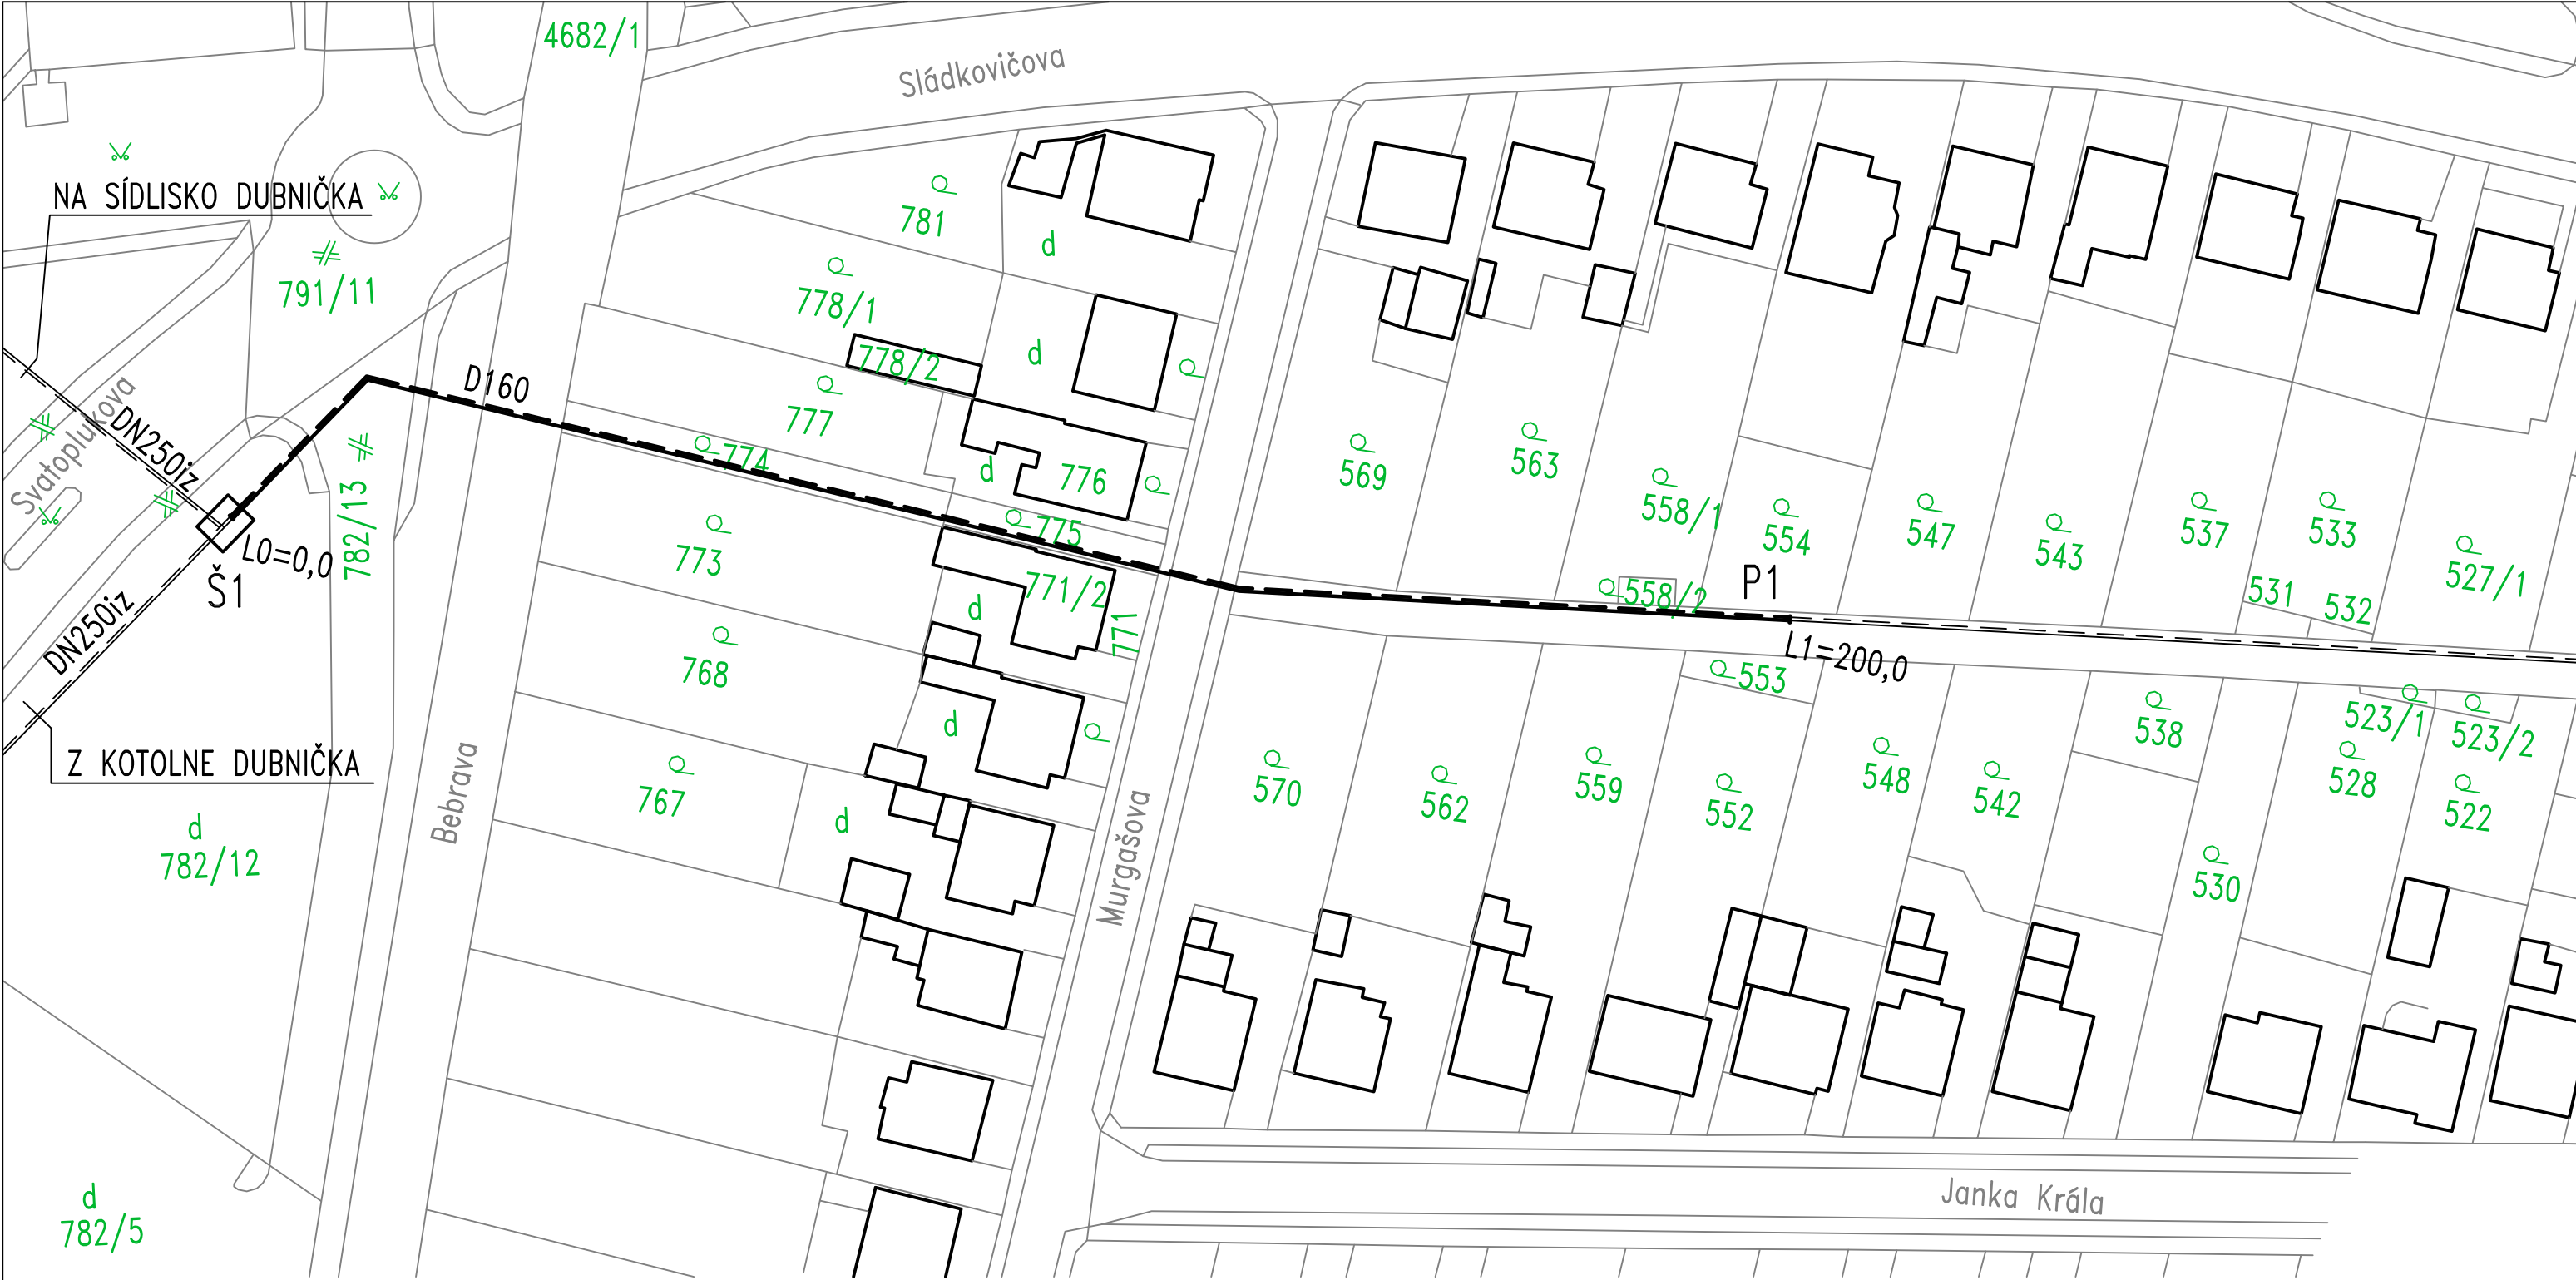 4682/1
Sládkovičova
NA SÍDLISKO DUBNIČKA
781
d
791/11
778/1
778/2
d
D160
777
Svatoplukova
DN250iz
774
776
d
569
563
558/1
554
547
543
537
533
527/1
782/13
775
773
L0=0,0
Š1
771/2
d
771
558/2
P1
531
532
DN250iz
768
L1=200,0
553
538
523/1
523/2
d
Z KOTOLNE DUBNIČKA
Bebrava
767
d
570
562
559
552
548
542
528
522
Murgašova
d
782/12
530
d
782/5
Janka Kráľa